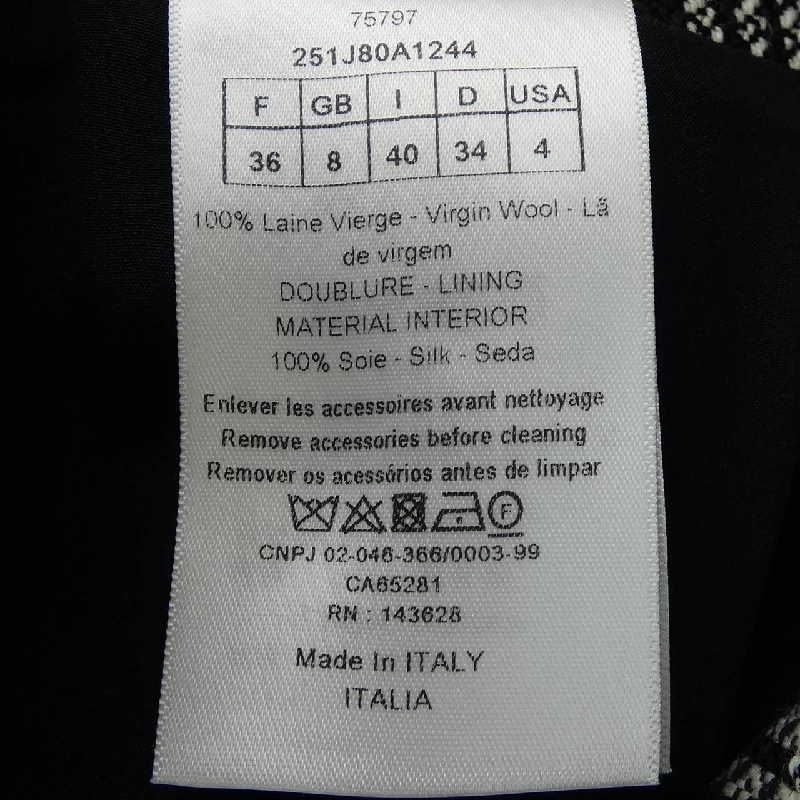 75797
251J80A1244
F GB I D USA
36 8 40 34 4
100% Laine Vierge - Virgin Wool - Lã
de virgem
DOUBLURE - LINING
MATERIAL INTERIOR
100% Soie - Silk - Seda
Enlever les accessoires avant nettoyage
Remove accessories before cleaning
Remover os acessórios antes de limpar
F
CNPJ 02-046-366/0003-99
CA65281
RN : 143628
Made In ITALY
ITALIA